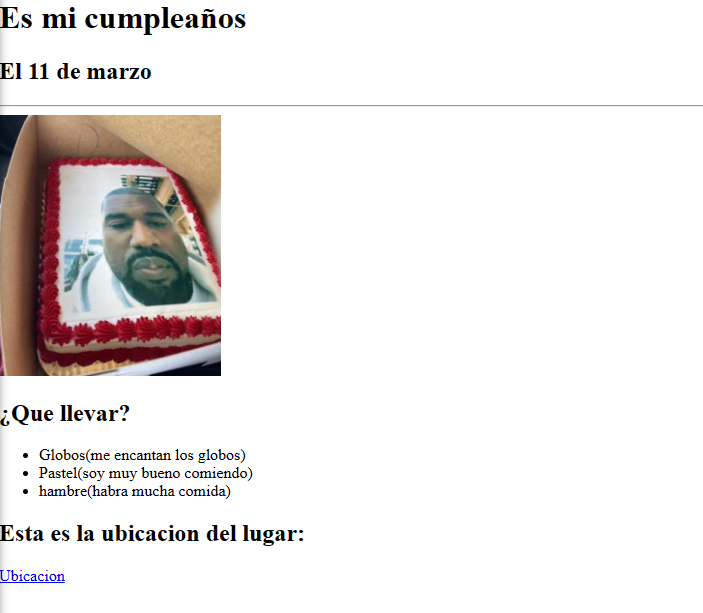 Es mi cumpleaños
El 11 de marzo
¿Que llevar?
Globos(me encantan los globos)
Pastel(soy muy bueno comiendo)
hambre(habra mucha comida)
Esta es la ubicacion del lugar:
Ubicacion